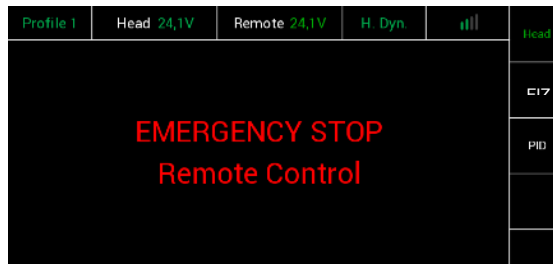 Profile 1 Head 24,1V Remote 24,1V H. Dyn.
Head
PID
EMERGENCY STOP
Remote Control